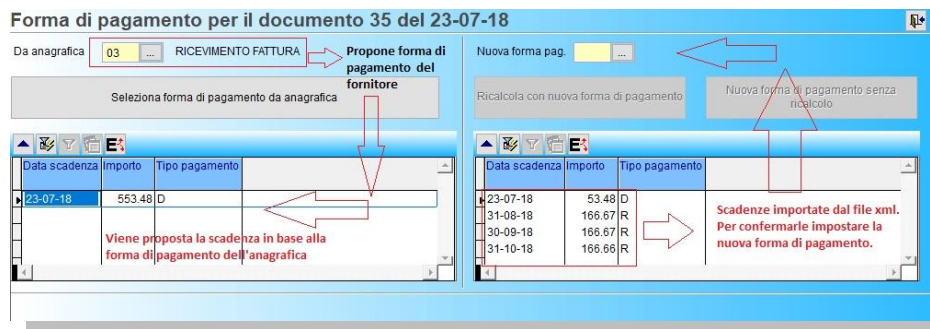 Forma di pagamento per il documento 35 del 23-07-18
Da anagrafica 03 ... RICEVIMENTO FATTURA
Propone forma di
pagamento del
fornitore
Seleziona forma di pagamento da anagrafica
Data scadenza Importo Tipo pagamento
23-07-18 553.48 D
Viene proposta la scadenza in base alla
forma di pagamento dell'anagrafica
Nuova forma pag. ...
Ricalcola con nuova forma di pagamento
Nuova forma di pagamento senza
ricalcolo
Data scadenza Importo Tipo pagamento
23-07-18 53.48 D
31-08-18 166.67 R
30-09-18 166.67 R
31-10-18 166.66 R
Scadenze importate dal file xml.
Per confermarle impostare la
nuova forma di pagamento.